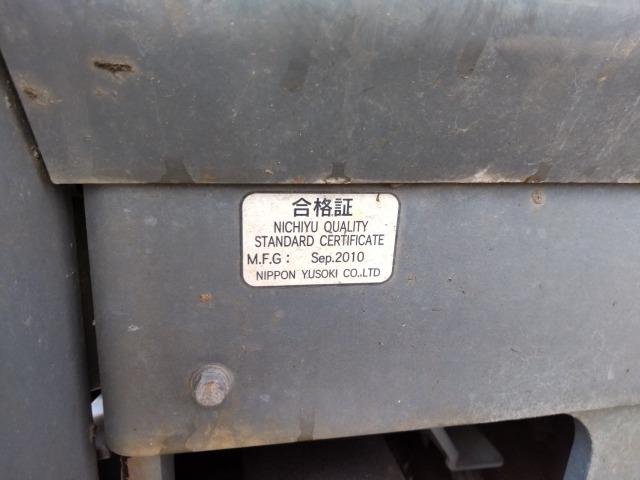 合格証
NICHIYU QUALITY
STANDARD CERTIFICATE
M.F.G : Sep.2010
NIPPON YUSOKI CO.,LTD